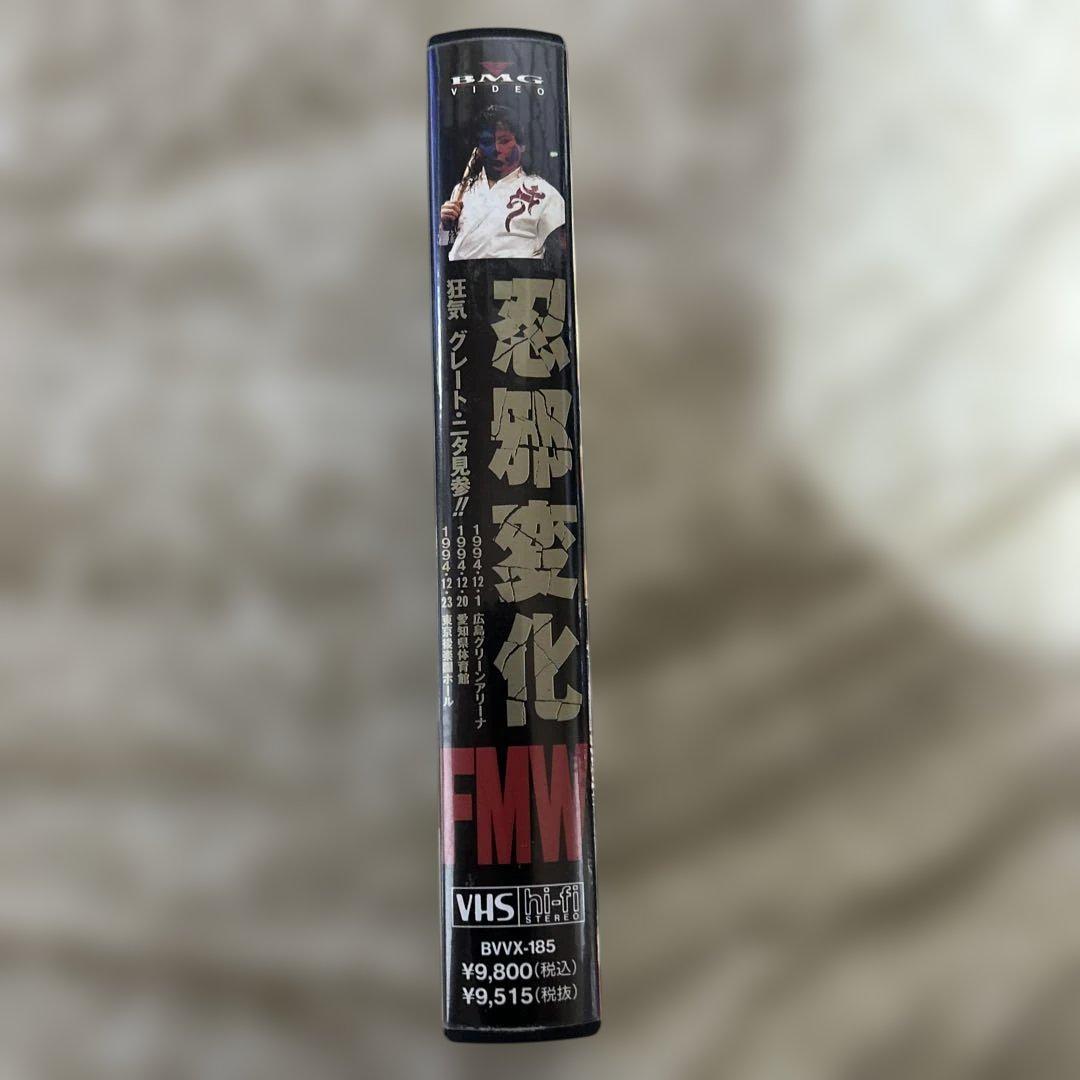 BMG
VIDEO
忍邪変化
狂気 グレート・ニタ見参!!
1994・12・1 広島グリーンアリーナ
1994・12・20 愛知県体育館
1994・12・23 東京後楽園ホール
FMW
VHS hi-fi
STEREO
BVVX-185
¥9,800(税込)
¥9,515(税抜)